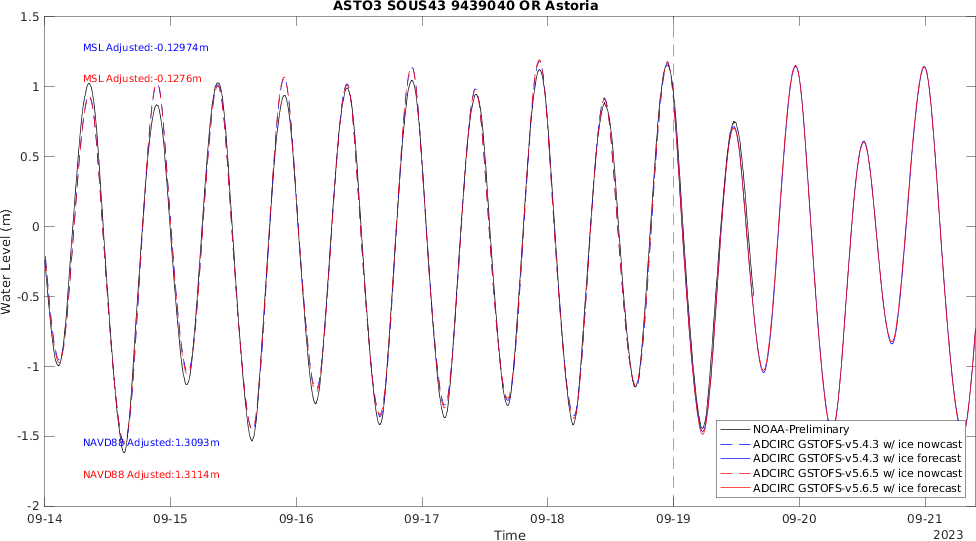 ASTO3 SOUS43 9439040 OR Astoria
1.5
1
0.5
0
-0.5
-1
-1.5
-2
Water Level (m)
MSL Adjusted:-0.12974m
MSL Adjusted:-0.1276m
NAVD88 Adjusted:1.3093m
NAVD88 Adjusted:1.3114m
NOAA-Preliminary
ADCIRC GSTOFS-v5.4.3 w/ ice nowcast
ADCIRC GSTOFS-v5.4.3 w/ ice forecast
ADCIRC GSTOFS-v5.6.5 w/ ice nowcast
ADCIRC GSTOFS-v5.6.5 w/ ice forecast
09-14 09-15 09-16 09-17 09-18 09-19 09-20 09-21
Time
2023